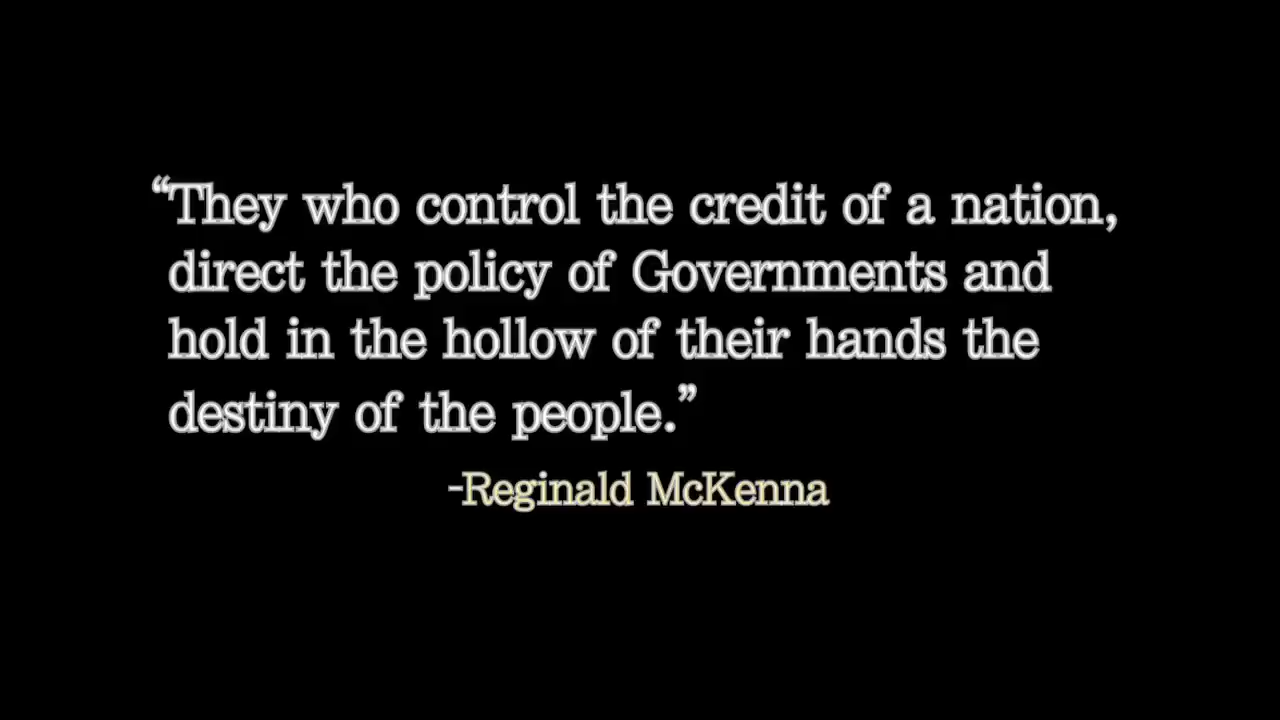 “They who control the credit of a nation,
direct the policy of Governments and
hold in the hollow of their hands the
destiny of the people.”
-Reginald McKenna